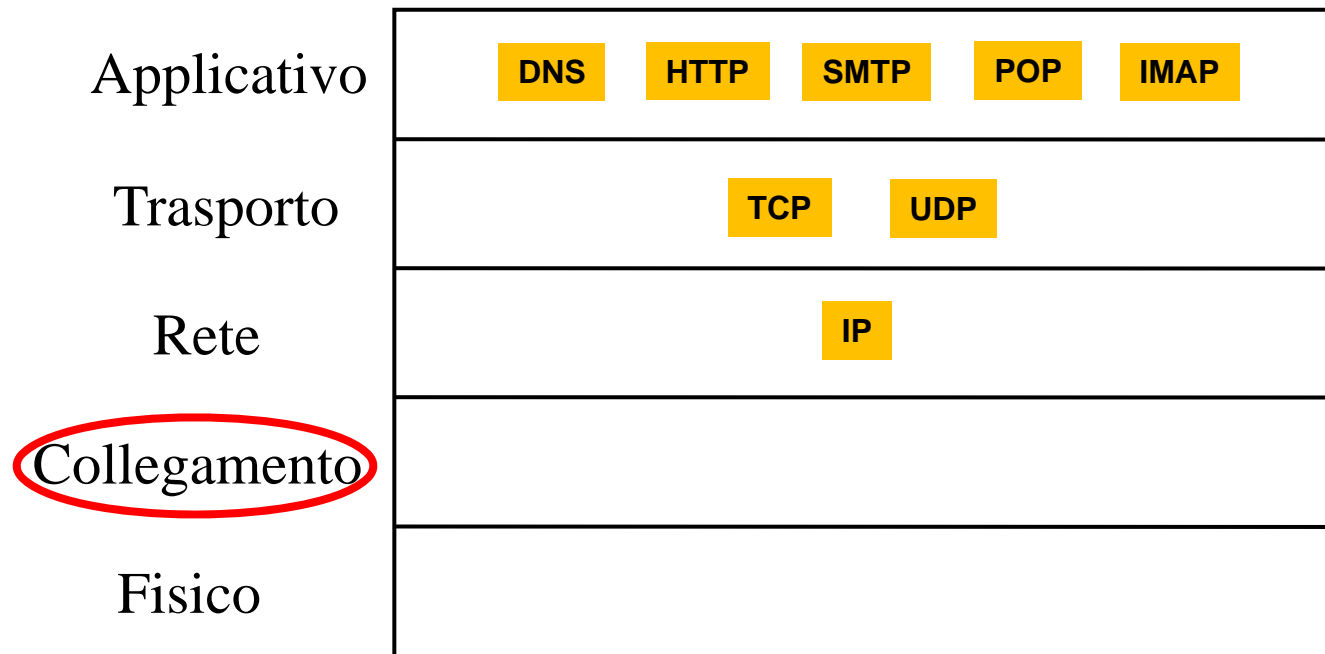 Applicativo DNS HTTP SMTP POP IMAP
Trasporto TCP UDP
Rete IP
Collegamento
Fisico